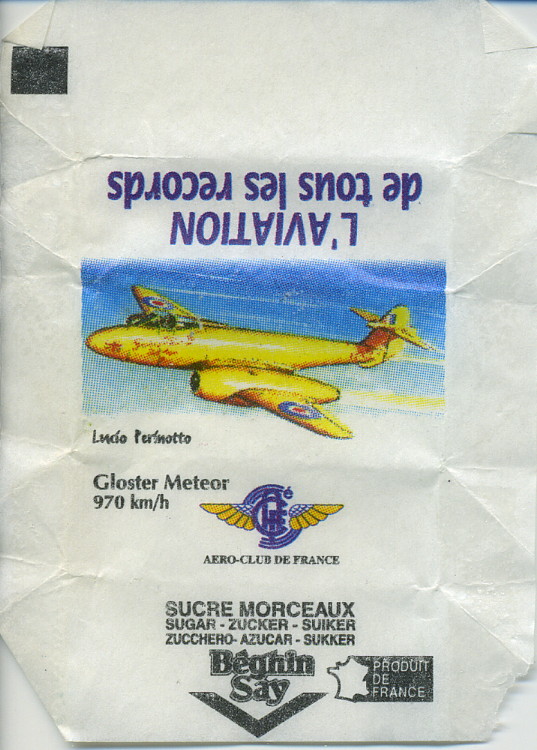 L'AVIATION
de tous les records
Lucio Perinotto
Gloster Meteor
970 km/h
AERO-CLUB DE FRANCE
SUCRE MORCEAUX
SUGAR - ZUCKER - SUIKER
ZUCCHERO- AZUCAR - SUKKER
Béghin
Say
PRODUIT
DE
FRANCE